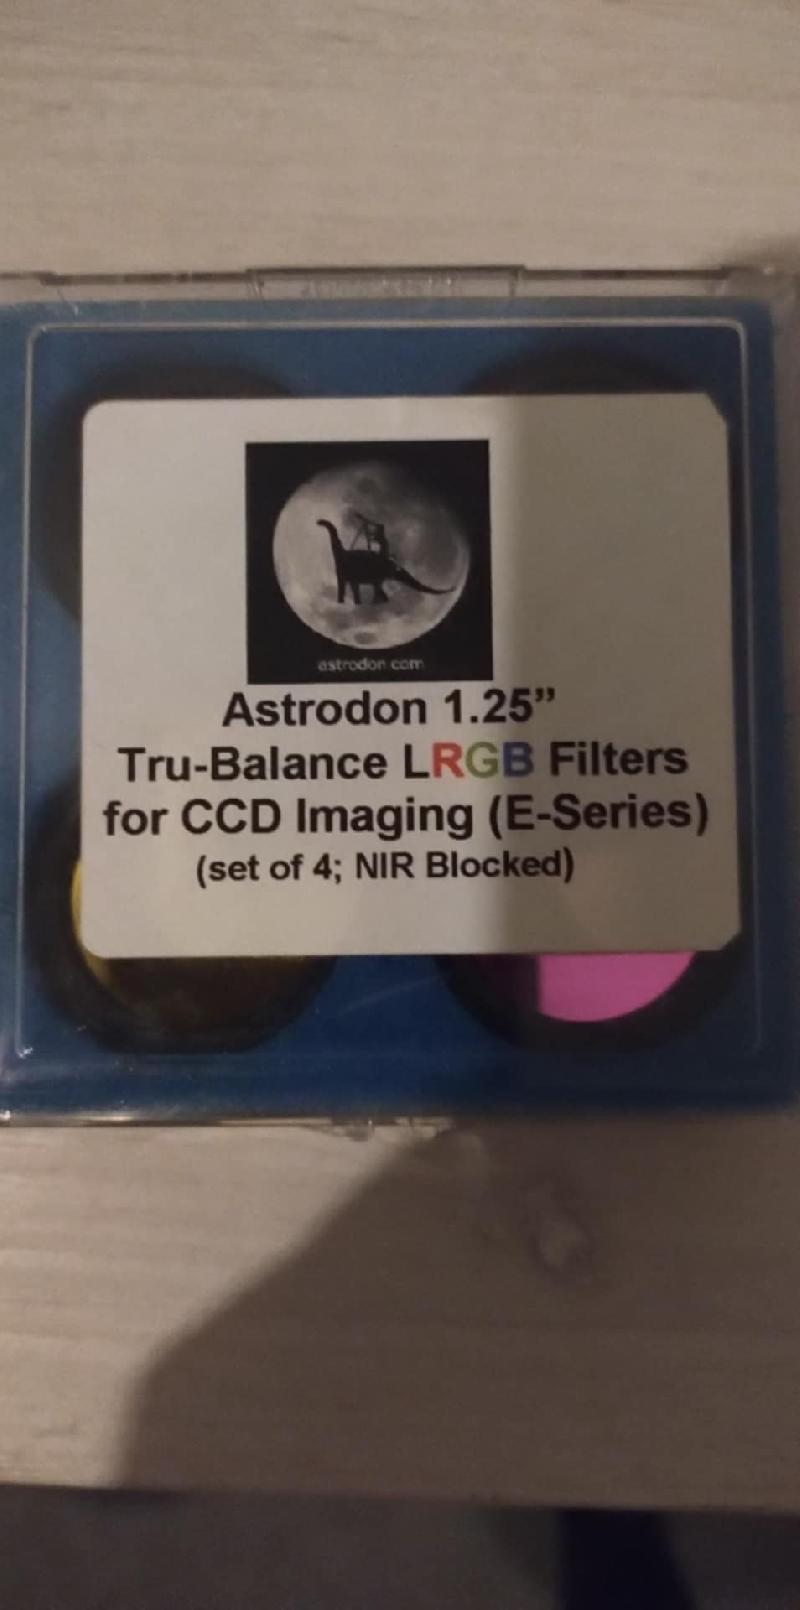 astrodon.com
Astrodon 1.25”
Tru-Balance LRGB Filters
for CCD Imaging (E-Series)
(set of 4; NIR Blocked)